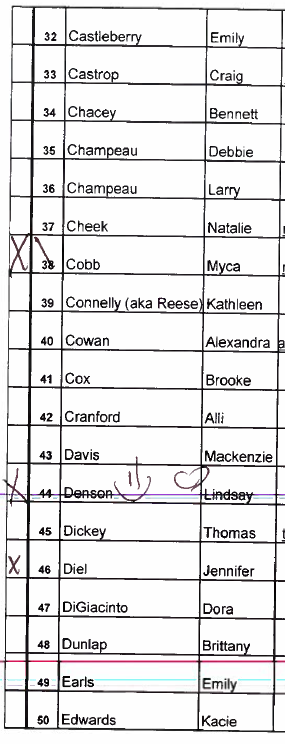 32 Castleberry Emily
33 Castrop Craig
34 Chacey Bennett
35 Champeau Debbie
36 Champeau Larry
37 Cheek Natalie
X 38 Cobb Myca
39 Connelly (aka Reese) Kathleen
40 Cowan Alexandra a
41 Cox Brooke
42 Cranford Alli
43 Davis Mackenzie
X 44 Denson Lindsay
45 Dickey Thomas t
X 46 Diel Jennifer
47 DiGiacinto Dora
48 Dunlap Brittany
49 Earls Emily
50 Edwards Kacie